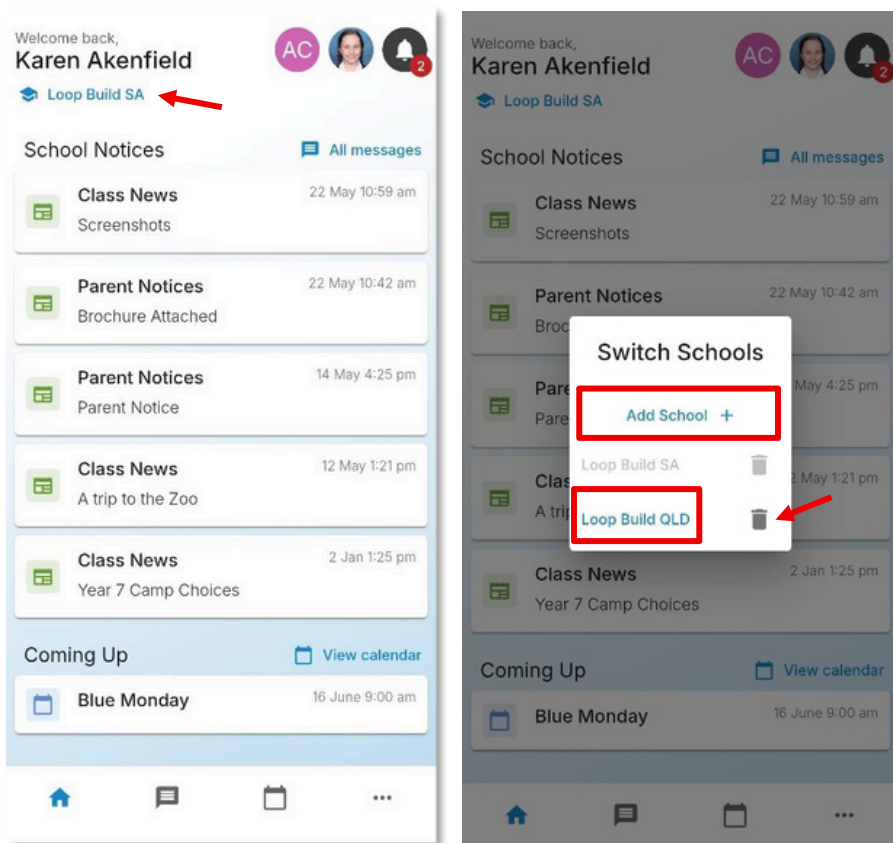 Welcome back,
Karen Akenfield
AC
2
Loop Build SA
School Notices
All messages
Class News
22 May 10:59 am
Screenshots
Parent Notices
22 May 10:42 am
Brochure Attached
Parent Notices
14 May 4:25 pm
Parent Notice
Class News
12 May 1:21 pm
A trip to the Zoo
Class News
2 Jan 1:25 pm
Year 7 Camp Choices
Coming Up
View calendar
Blue Monday
16 June 9:00 am
Welcome back,
Karen Akenfield
AC
2
Loop Build SA
School Notices
All messages
Class News
22 May 10:59 am
Screenshots
Parent Notices
22 May 10:42 am
Broc
Switch Schools
Pare
May 4:25 pm
Add School +
Pare
Loop Build SA
Clas
2 May 1:21 pm
A trip
Loop Build QLD
Class News
2 Jan 1:25 pm
Year 7 Camp Choices
Coming Up
View calendar
Blue Monday
16 June 9:00 am